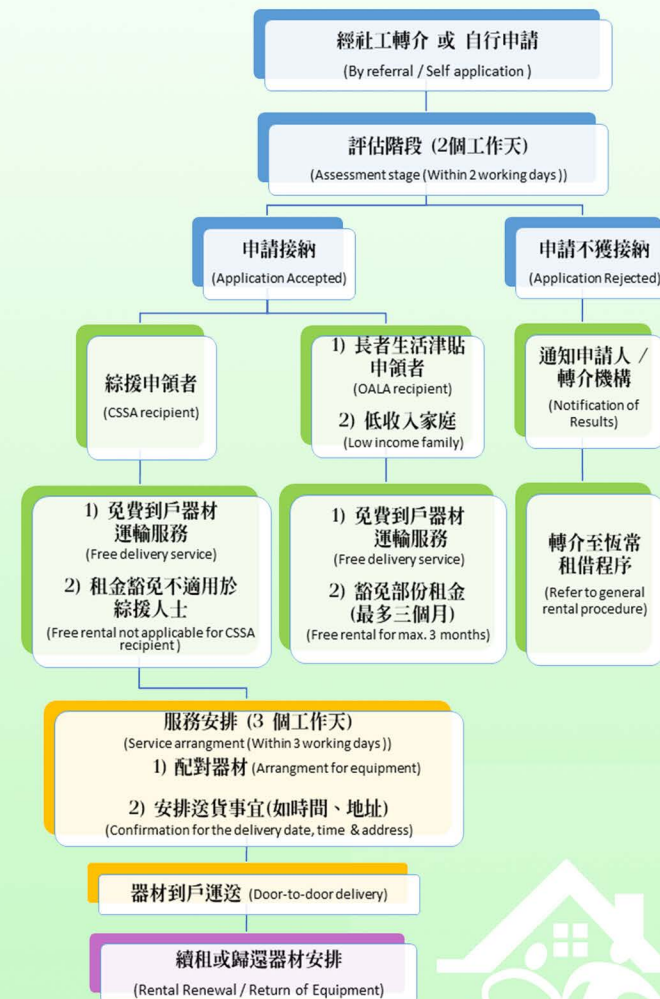 經社工轉介 或 自行申請
(By referral / Self application )
評估階段 (2個工作天)
(Assessment stage (Within 2 working days ))
申請接納
(Application Accepted)
申請不獲接納
(Application Rejected)
綜援申領者
(CSSA recipient)
1) 長者生活津貼
申領者
(OALA recipient)
2) 低收入家庭
(Low income family)
通知申請人 /
轉介機構
(Notification of
Results)
1) 免費到戶器材
運輸服務
(Free delivery service)
2) 租金豁免不適用於
綜援人士
(Free rental not applicable for CSSA
recipient )
1) 免費到戶器材
運輸服務
(Free delivery service)
2) 豁免部份租金
(最多三個月)
(Free rental for max. 3 months)
轉介至恆常
租借程序
(Refer to general
rental procedure)
服務安排 (3 個工作天)
(Service arrangment (Within 3 working days ))
1) 配對器材 (Arrangment for equipment)
2) 安排送貨事宜(如時間、地址)
(Confirmation for the delivery date, time & address)
器材到戶運送 (Door-to-door delivery)
續租或歸還器材安排
(Rental Renewal / Return of Equipment)